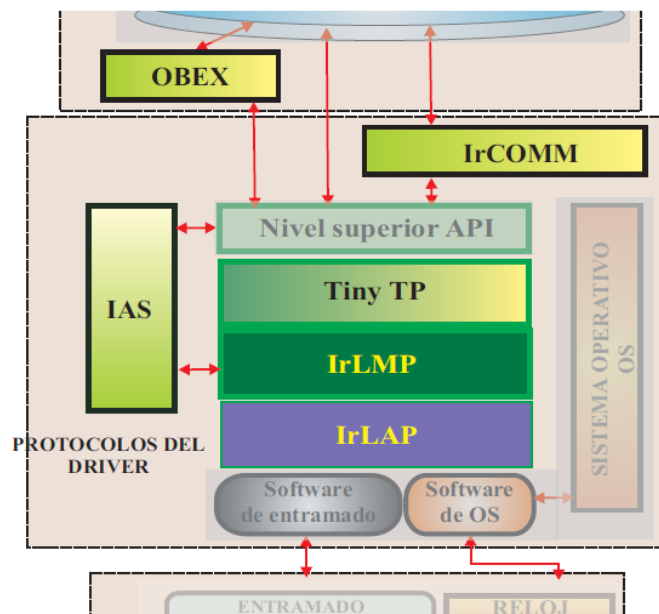 OBEX
IrCOMM
Nivel superior API
IAS
Tiny TP
IrLMP
IrLAP
SISTEMA OPERATIVO
OS
PROTOCOLOS DEL
DRIVER
Software
de entramado
Software
de OS
ENTRAMADO
RELOJ